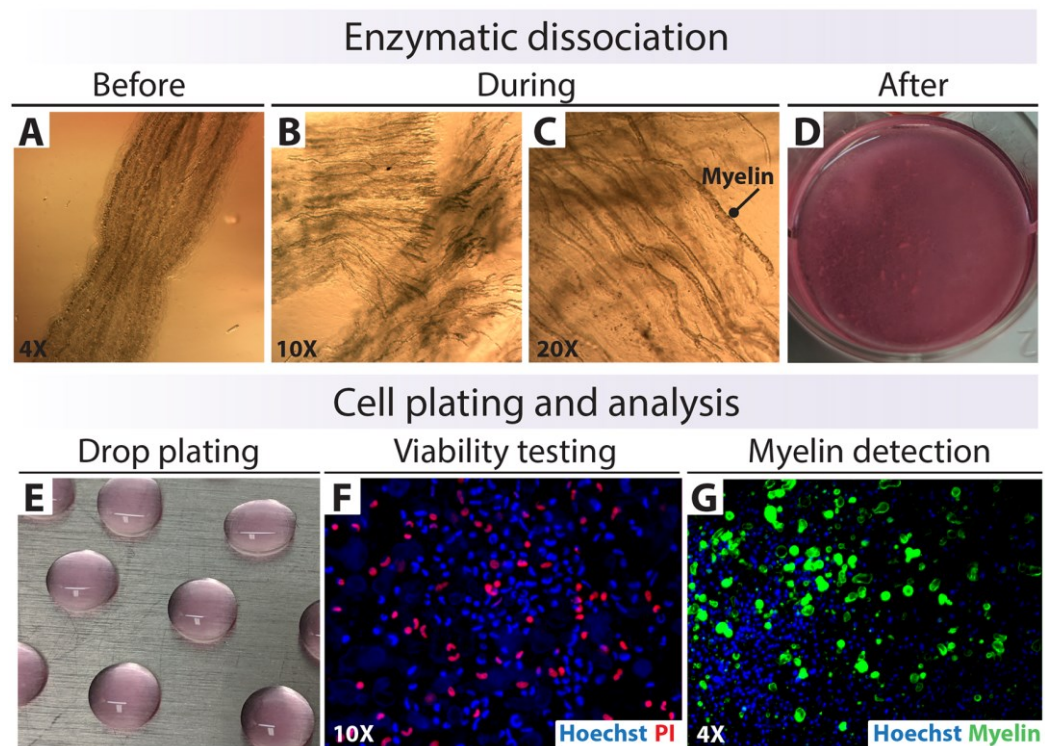 Enzymatic dissociation
Before During After
A B C D
Myelin
4X 10X 20X
Cell plating and analysis
Drop plating Viability testing Myelin detection
E F G
10X Hoechst PI 4X Hoechst Myelin